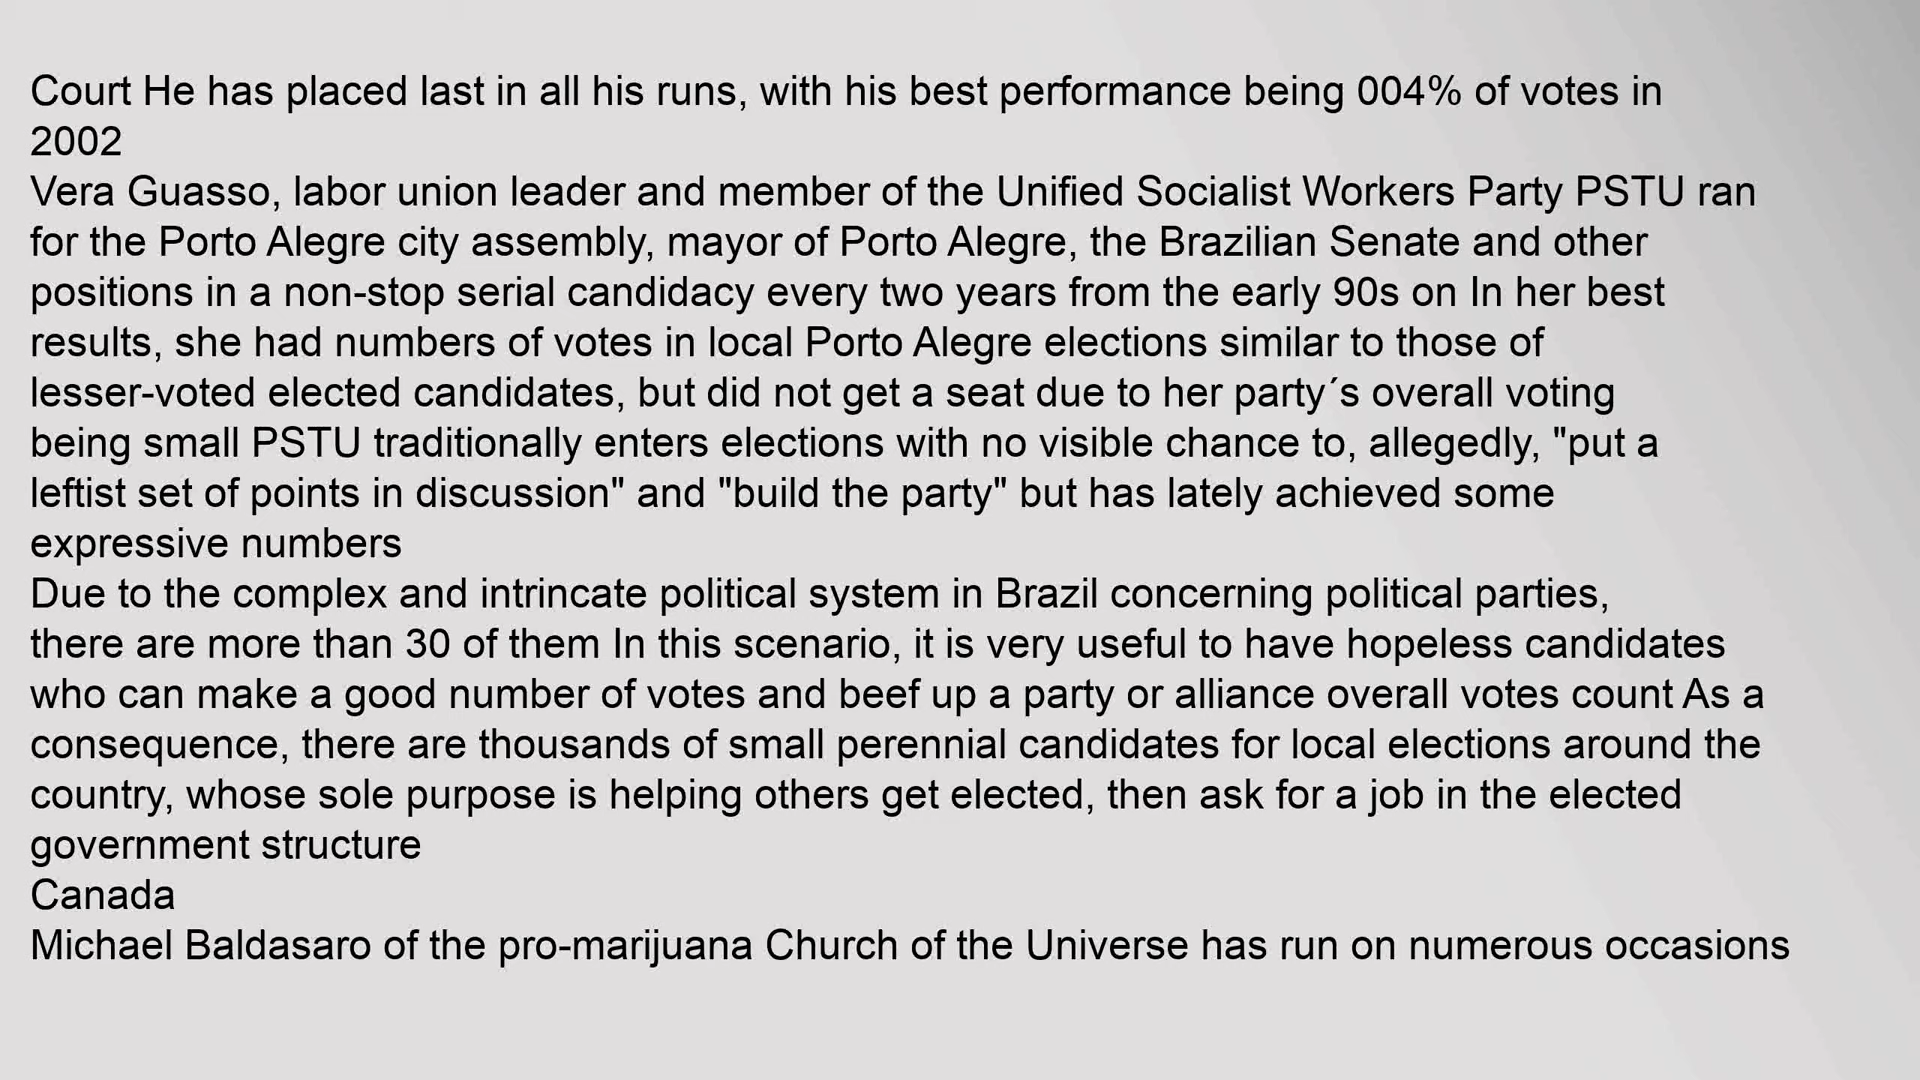 Court He has placed last in all his runs, with his best performance being 004% of votes in
2002
Vera Guasso, labor union leader and member of the Unified Socialist Workers Party PSTU ran
for the Porto Alegre city assembly, mayor of Porto Alegre, the Brazilian Senate and other
positions in a non-stop serial candidacy every two years from the early 90s on In her best
results, she had numbers of votes in local Porto Alegre elections similar to those of
lesser-voted elected candidates, but did not get a seat due to her party´s overall voting
being small PSTU traditionally enters elections with no visible chance to, allegedly, "put a
leftist set of points in discussion" and "build the party" but has lately achieved some
expressive numbers
Due to the complex and intrincate political system in Brazil concerning political parties,
there are more than 30 of them In this scenario, it is very useful to have hopeless candidates
who can make a good number of votes and beef up a party or alliance overall votes count As a
consequence, there are thousands of small perennial candidates for local elections around the
country, whose sole purpose is helping others get elected, then ask for a job in the elected
government structure
Canada
Michael Baldasaro of the pro-marijuana Church of the Universe has run on numerous occasions